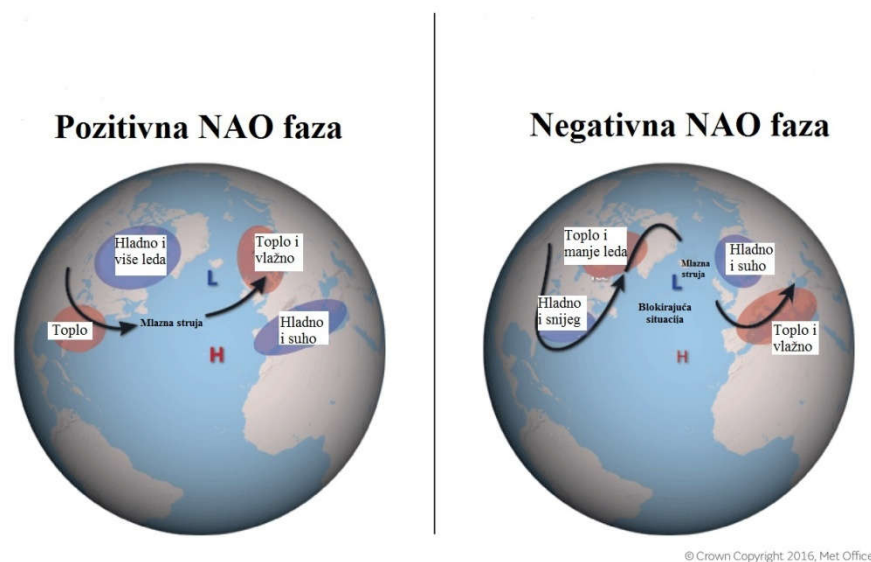 Pozitivna NAO faza
Hladno i
više leda
Toplo i
vlažno
L
Toplo
Mlazna struja
Hladno
i suho
H
Negativna NAO faza
Toplo i
manje leda
Hladno
i suho
Mlazna
struja
L
Hladno
i snijeg
Blokirajuća
situacija
Toplo i
vlažno
H
© Crown Copyright 2016, Met Office